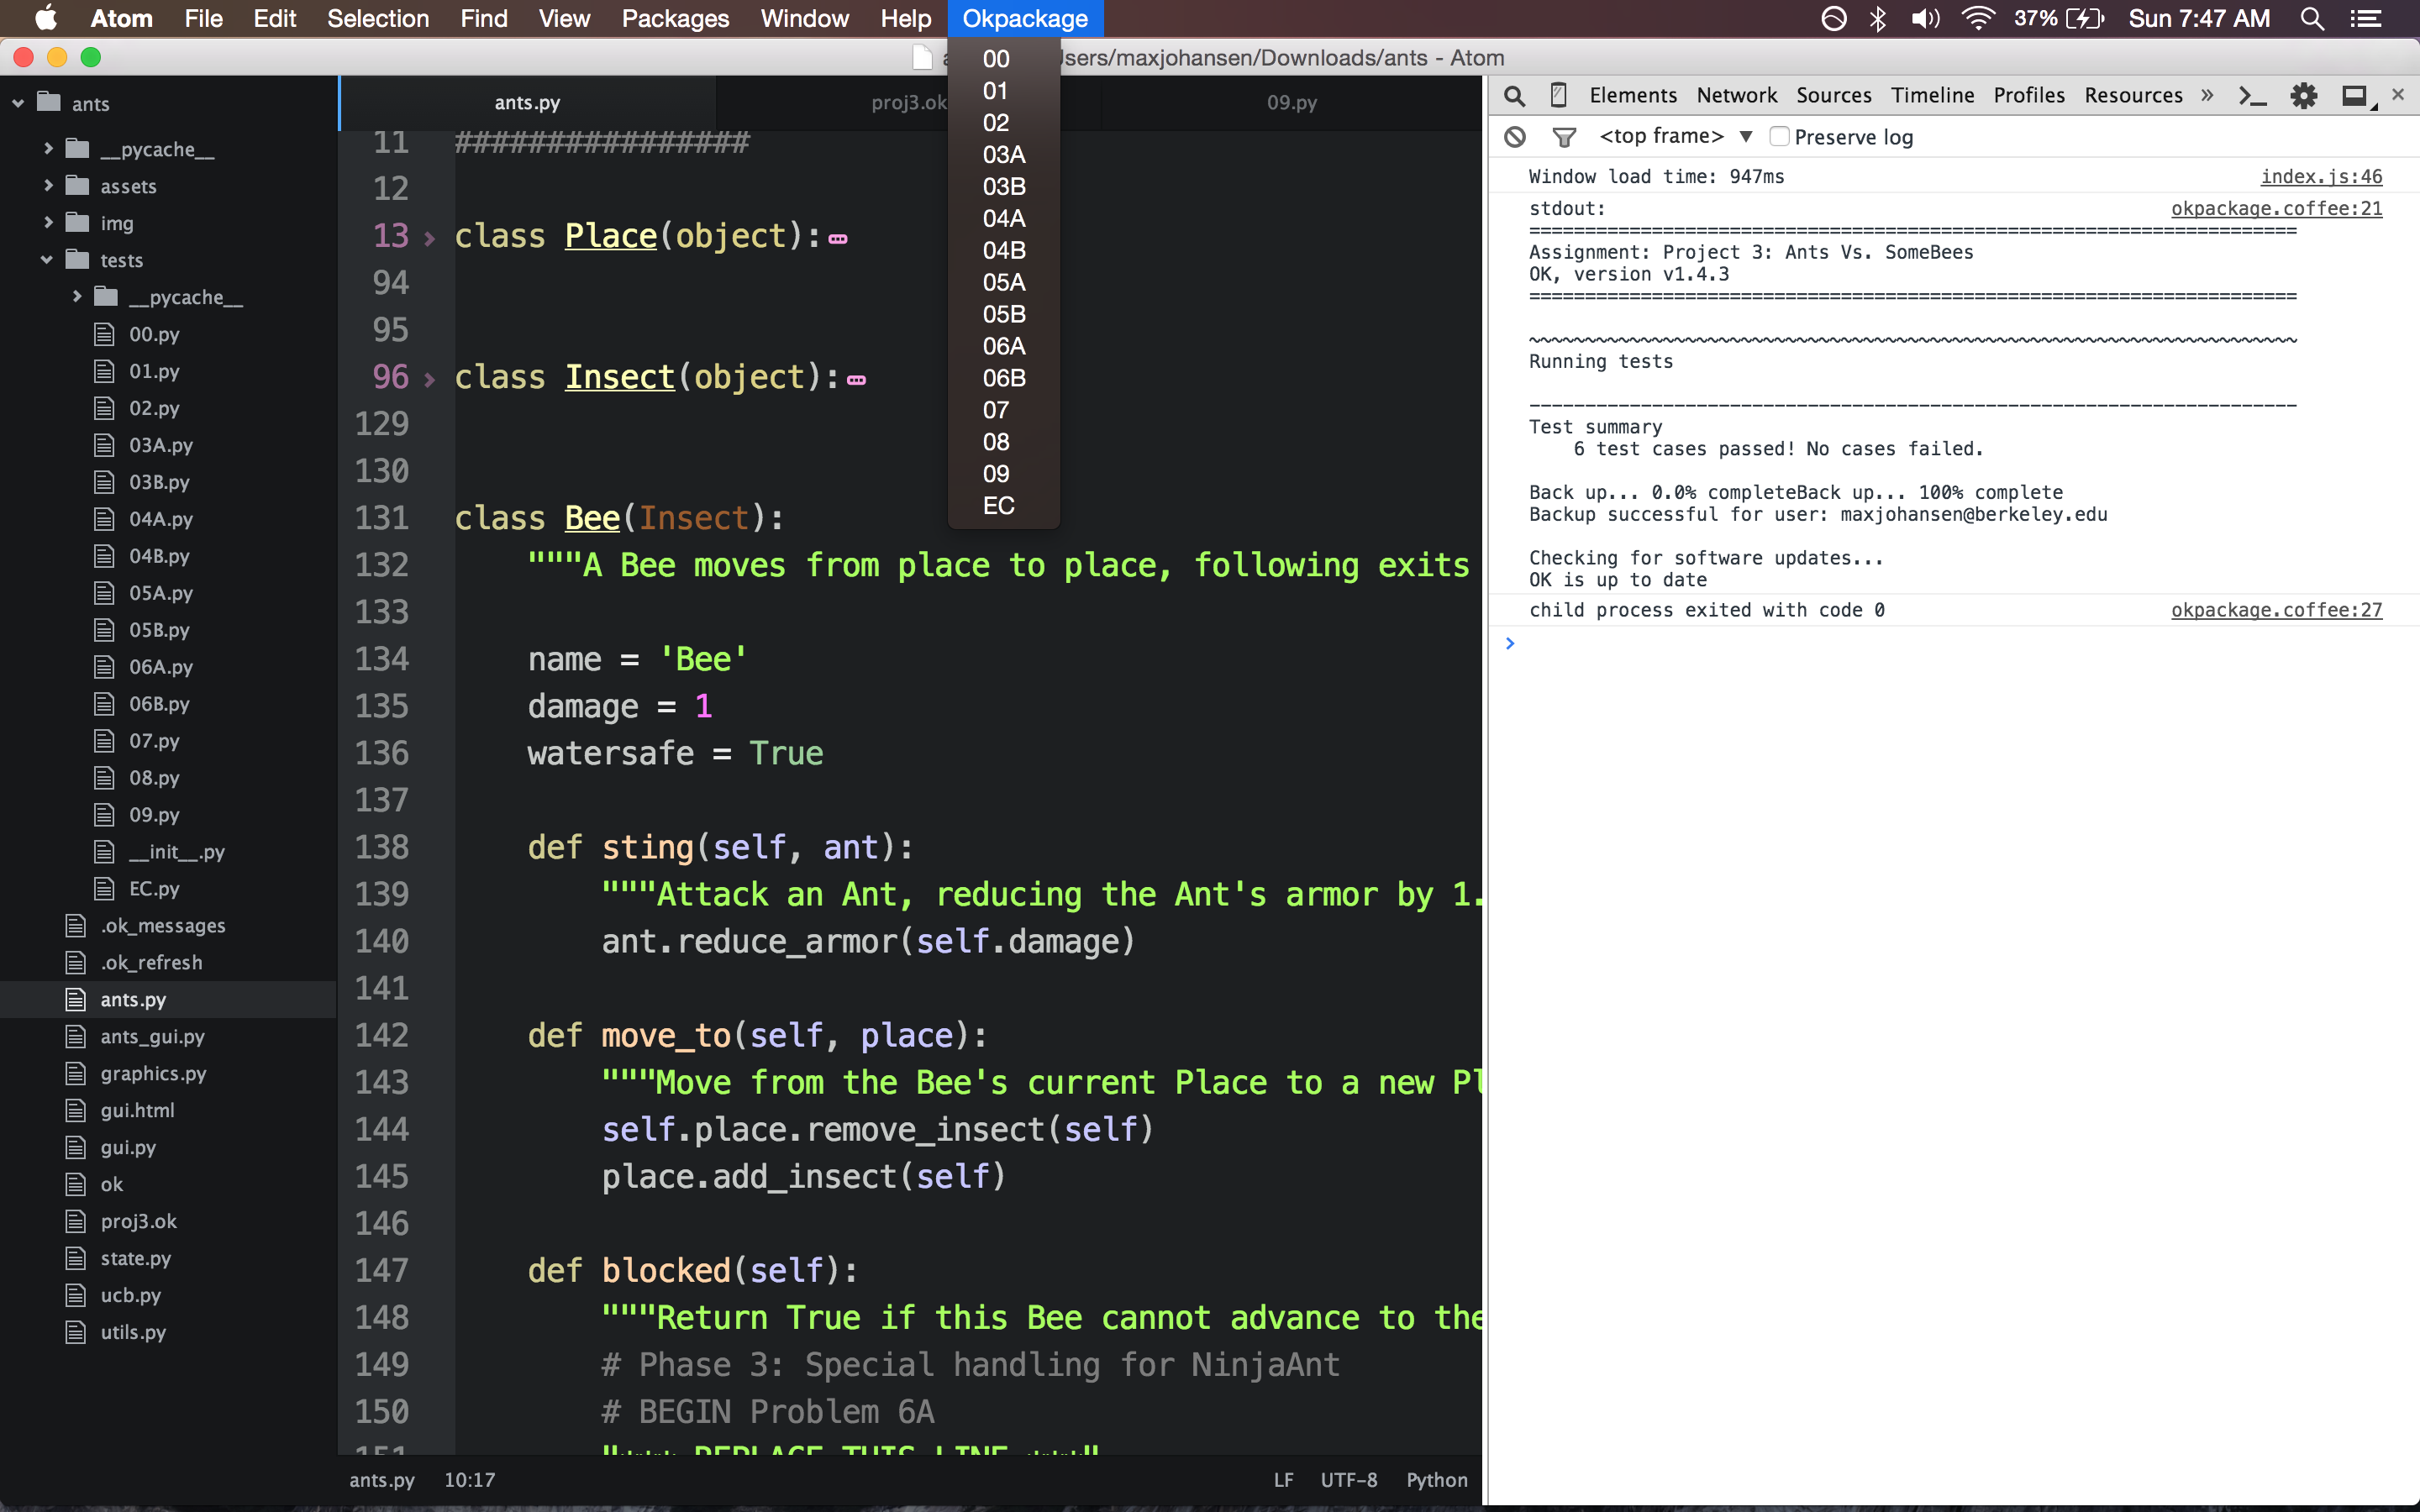 Atom File Edit Selection Find View Packages Window Help Okpackage 37% Sun 7:47 AM
sers/maxjohansen/Downloads/ants - Atom
00
01
02
03A
03B
04A
04B
05A
05B
06A
06B
07
08
09
EC
ants
__pycache__
assets
img
tests
__pycache__
00.py
01.py
02.py
03A.py
03B.py
04A.py
04B.py
05A.py
05B.py
06A.py
06B.py
07.py
08.py
09.py
__init__.py
EC.py
.ok_messages
.ok_refresh
ants.py
ants_gui.py
graphics.py
gui.html
gui.py
ok
proj3.ok
state.py
ucb.py
utils.py
ants.py proj3.ok 09.py
11 ################
12
13 class Place(object):
94
95
96 class Insect(object):
129
130
131 class Bee(Insect):
132 """A Bee moves from place to place, following exits
133
134 name = 'Bee'
135 damage = 1
136 watersafe = True
137
138 def sting(self, ant):
139 """Attack an Ant, reducing the Ant's armor by 1.
140 ant.reduce_armor(self.damage)
141
142 def move_to(self, place):
143 """Move from the Bee's current Place to a new Pl
144 self.place.remove_insect(self)
145 place.add_insect(self)
146
147 def blocked(self):
148 """Return True if this Bee cannot advance to the
149 # Phase 3: Special handling for NinjaAnt
150 # BEGIN Problem 6A
151 "*** REPLACE THIS LINE ***"
ants.py 10:17 LF UTF-8 Python
Elements Network Sources Timeline Profiles Resources » ×
<top frame> ▼ Preserve log
Window load time: 947ms index.js:46
stdout: okpackage.coffee:21
=====================================================================
Assignment: Project 3: Ants Vs. SomeBees
OK, version v1.4.3
=====================================================================
~~~~~~~~~~~~~~~~~~~~~~~~~~~~~~~~~~~~~~~~~~~~~~~~~~~~~~~~~~~~~~~~~~~~~
Running tests
---------------------------------------------------------------------
Test summary
6 test cases passed! No cases failed.
Back up... 0.0% completeBack up... 100% complete
Backup successful for user: maxjohansen@berkeley.edu
Checking for software updates...
OK is up to date
child process exited with code 0 okpackage.coffee:27
>